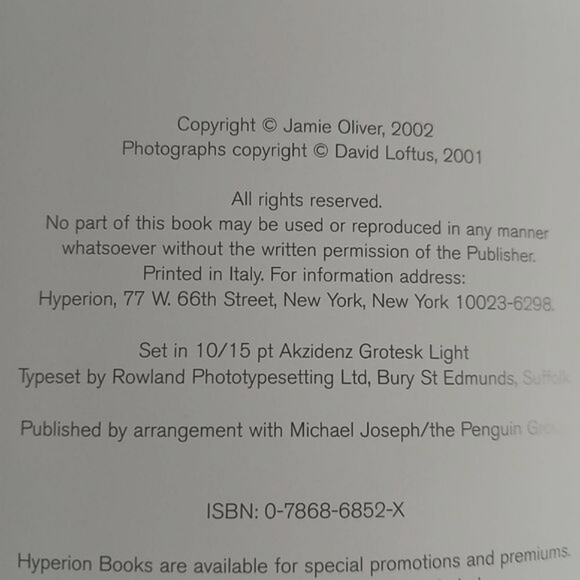 Copyright © Jamie Oliver, 2002
Photographs copyright © David Loftus, 2001
All rights reserved.
No part of this book may be used or reproduced in any manner
whatsoever without the written permission of the Publisher.
Printed in Italy. For information address:
Hyperion, 77 W. 66th Street, New York, New York 10023-6298.
Set in 10/15 pt Akzidenz Grotesk Light
Typeset by Rowland Phototypesetting Ltd, Bury St Edmunds, Suffolk
Published by arrangement with Michael Joseph/the Penguin
ISBN: 0-7868-6852-X
Hyperion Books are available for special promotions and premiums.